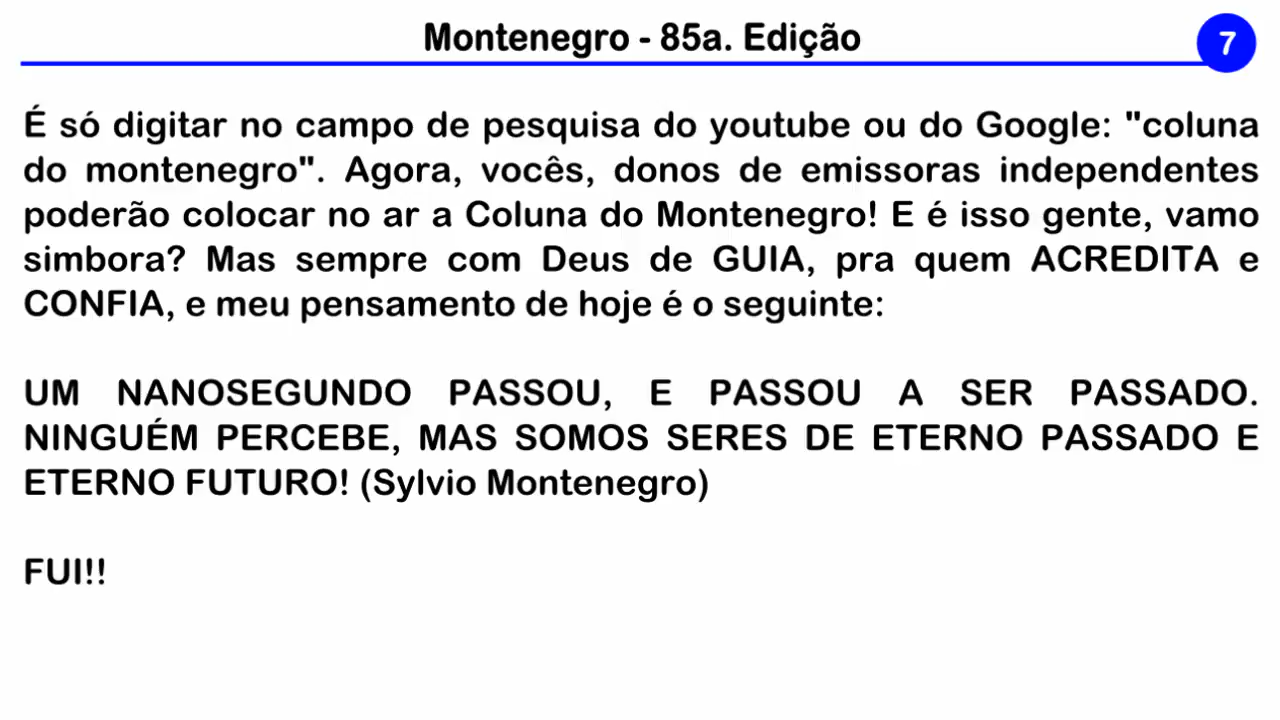 Montenegro - 85a. Edição
7
É só digitar no campo de pesquisa do youtube ou do Google: "coluna
do montenegro". Agora, vocês, donos de emissoras independentes
poderão colocar no ar a Coluna do Montenegro! E é isso gente, vamo
simbora? Mas sempre com Deus de GUIA, pra quem ACREDITA e
CONFIA, e meu pensamento de hoje é o seguinte:
UM NANOSEGUNDO PASSOU, E PASSOU A SER PASSADO.
NINGUÉM PERCEBE, MAS SOMOS SERES DE ETERNO PASSADO E
ETERNO FUTURO! (Sylvio Montenegro)
FUI!!